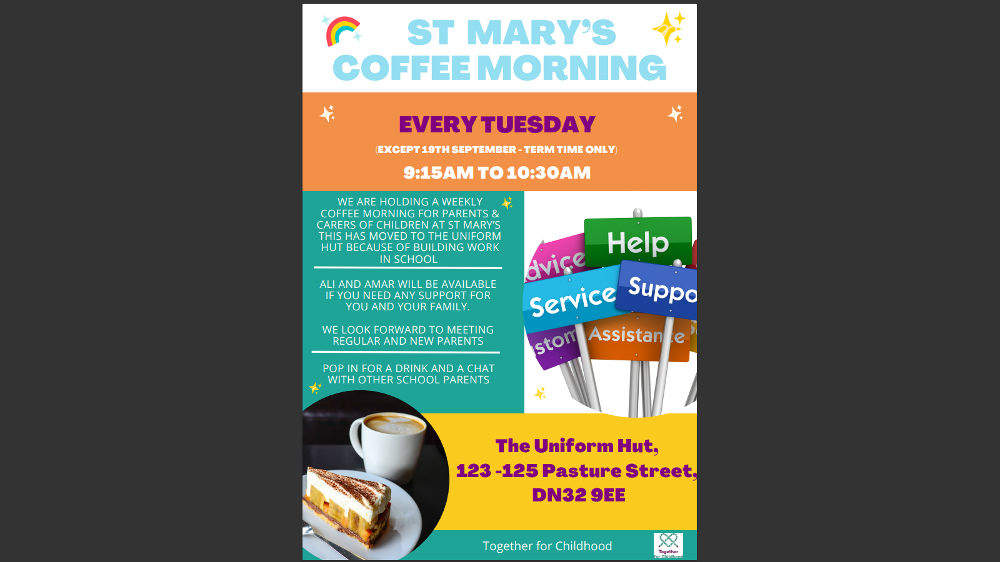 ST MARY'S
COFFEE MORNING
EVERY TUESDAY
(EXCEPT 19TH SEPTEMBER - TERM TIME ONLY)
9:15AM TO 10:30AM
WE ARE HOLDING A WEEKLY
COFFEE MORNING FOR PARENTS &
CARERS OF CHILDREN AT ST MARY'S
THIS HAS MOVED TO THE UNIFORM
HUT BECAUSE OF BUILDING WORK
IN SCHOOL
ALI AND AMAR WILL BE AVAILABLE
IF YOU NEED ANY SUPPORT FOR
YOU AND YOUR FAMILY.
WE LOOK FORWARD TO MEETING
REGULAR AND NEW PARENTS
POP IN FOR A DRINK AND A CHAT
WITH OTHER SCHOOL PARENTS
Help
dvice
Service
Suppo
stom
Assistance
The Uniform Hut,
123 -125 Pasture Street,
DN32 9EE
Together for Childhood
Together
for Childhood